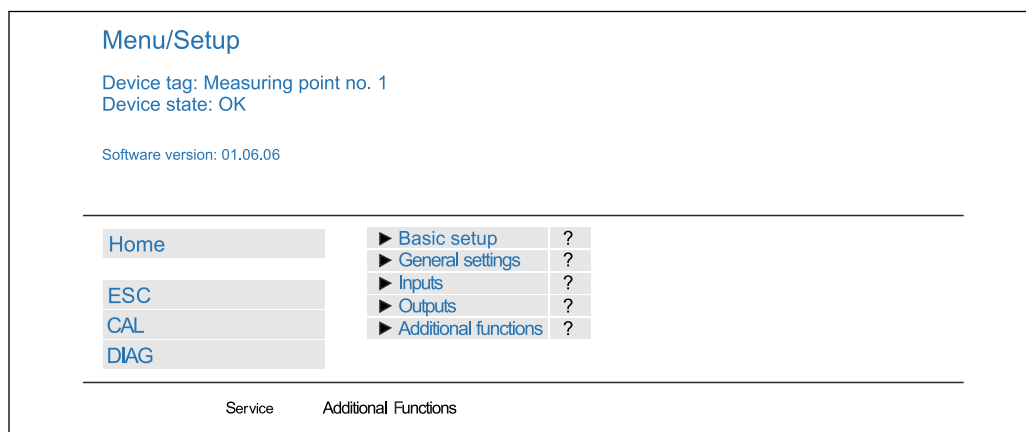 Menu/Setup
Device tag: Measuring point no. 1
Device state: OK
Software version: 01.06.06
Home
ESC
CAL
DIAG
► Basic setup ?
► General settings ?
► Inputs ?
► Outputs ?
► Additional functions ?
Service Additional Functions